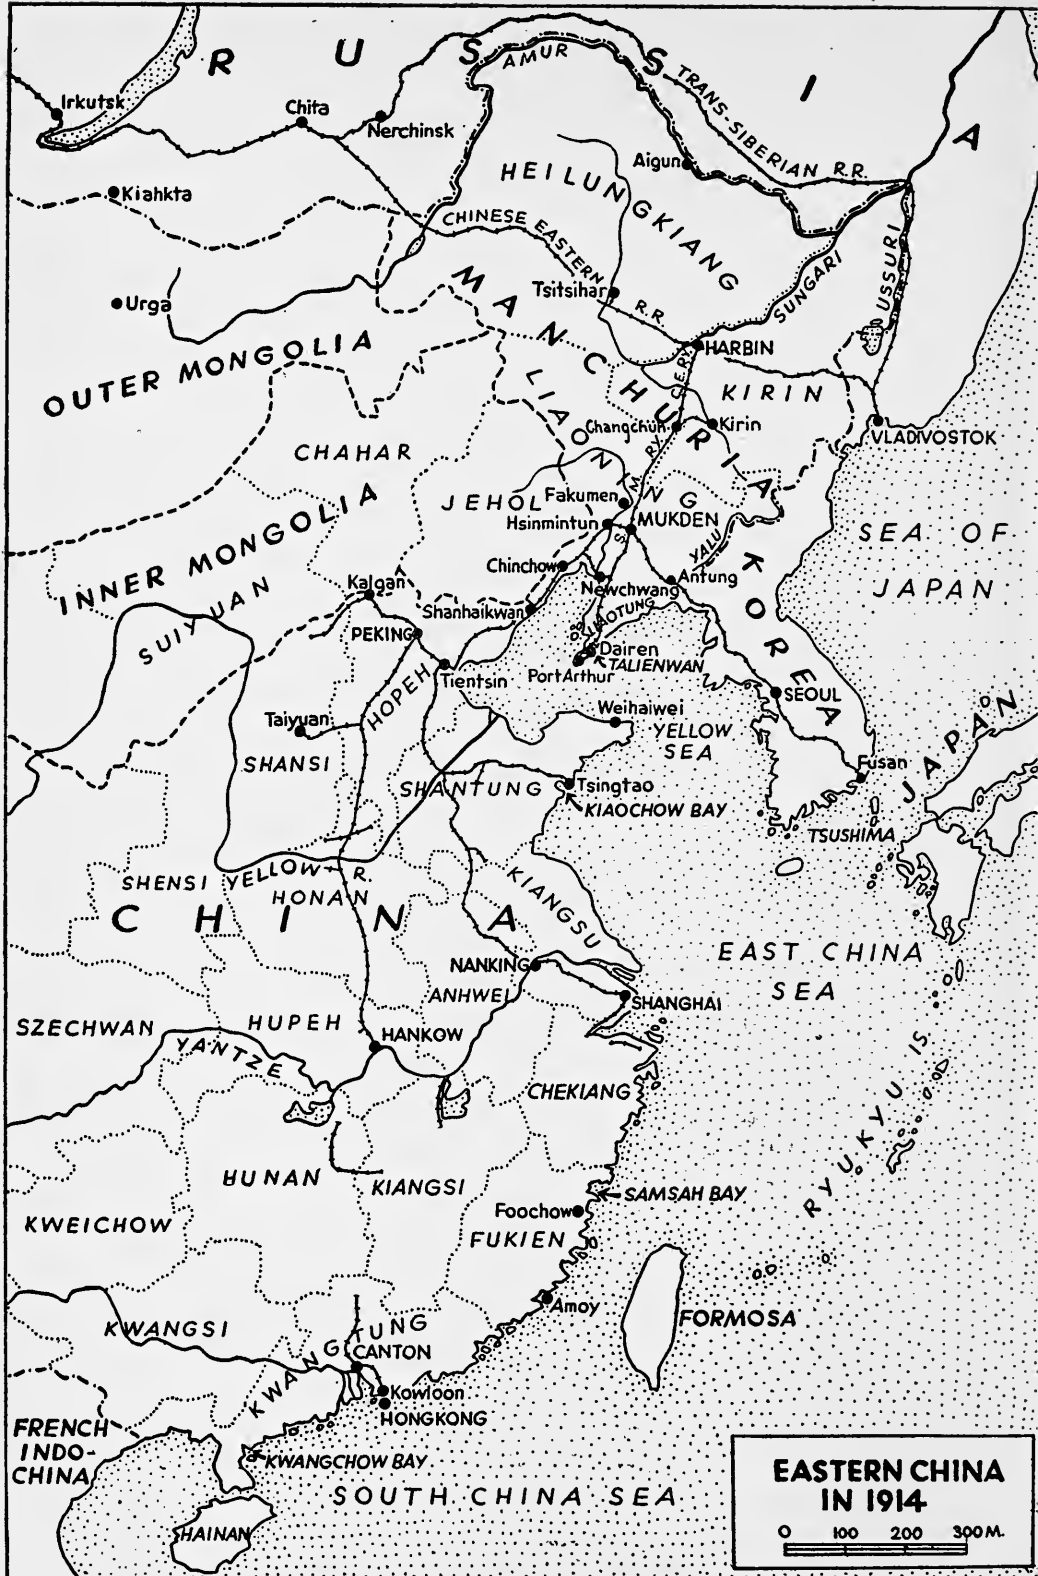 RUSSIA
AMUR
TRANS-SIBERIAN R.R.
Irkutsk
Chita
Nerchinsk
Aigun
HEILUNGKIANG
Kiahkta
CHINESE EASTERN R.R.
USSURI
SUNGARI
Urga
Tsitsihar
MANCHURIA
HARBIN
OUTER MONGOLIA
C.E.RY.
KIRIN
LIAONING
Changchun
Kirin
VLADIVOSTOK
CHAHAR
S.M.RY.
JEHOL
Fakumen
Hsinmintun
MUKDEN
SEA OF
JAPAN
INNER MONGOLIA
YALU
KOREA
Chinchow
Antung
Newchwang
SUIYUAN
Kalgan
Shanhaikwan
LIAOTUNG
PEKING
Dairen
TALIENWAN
Port Arthur
Tientsin
HOPEH
SEOUL
Taiyuan
Weihaiwei
YELLOW
SEA
JAPAN
SHANSI
Fusan
SHANTUNG
Tsingtao
KIAOCHOW BAY
TSUSHIMA
SHENSI
YELLOW R.
HONAN
KIANGSU
CHINA
EAST CHINA
SEA
NANKING
ANHWEI
SHANGHAI
SZECHWAN
HUPEH
YANTZE
HANKOW
RYUKYU IS
CHEKIANG
HUNAN
KIANGSI
SAMSAH BAY
KWEICHOW
Foochow
FUKIEN
Amoy
FORMOSA
KWANGSI
KWANGTUNG
CANTON
Kowloon
HONGKONG
FRENCH
INDO-
CHINA
KWANGCHOW BAY
SOUTH CHINA SEA
HAINAN
EASTERN CHINA
IN 1914
0 100 200 300 M.